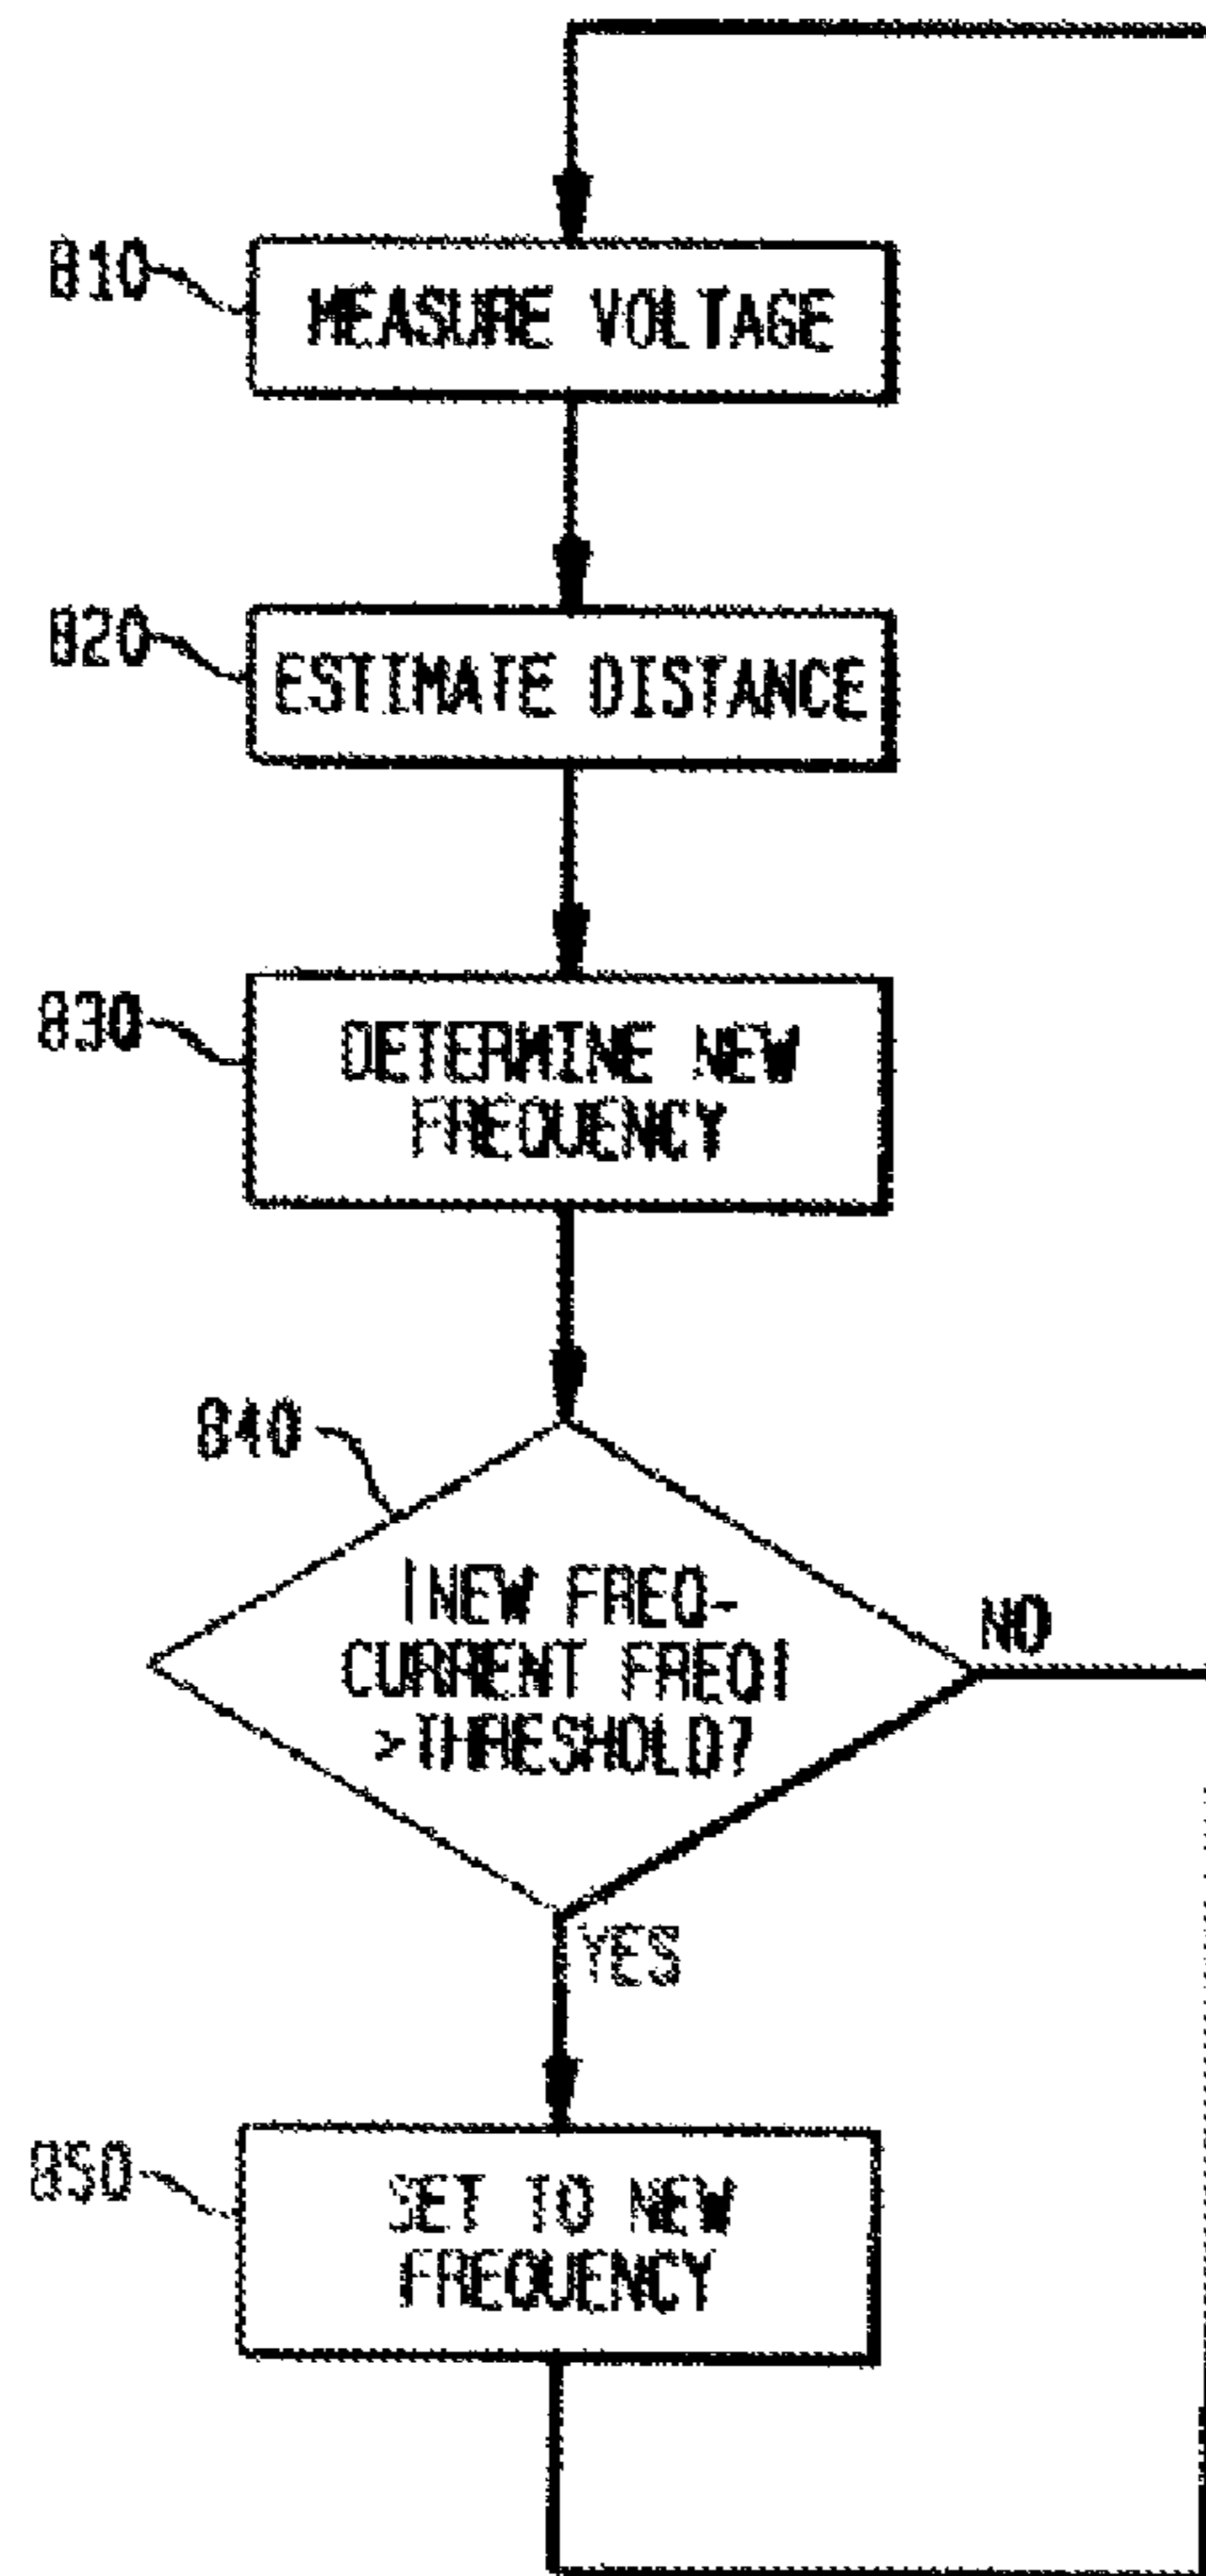 810
MEASURE VOLTAGE
820
ESTIMATE DISTANCE
830
DETERMINE NEW
FREQUENCY
840
|NEW FREQ-
CURRENT FREQ|
>THRESHOLD?
NO
YES
850
SET TO NEW
FREQUENCY